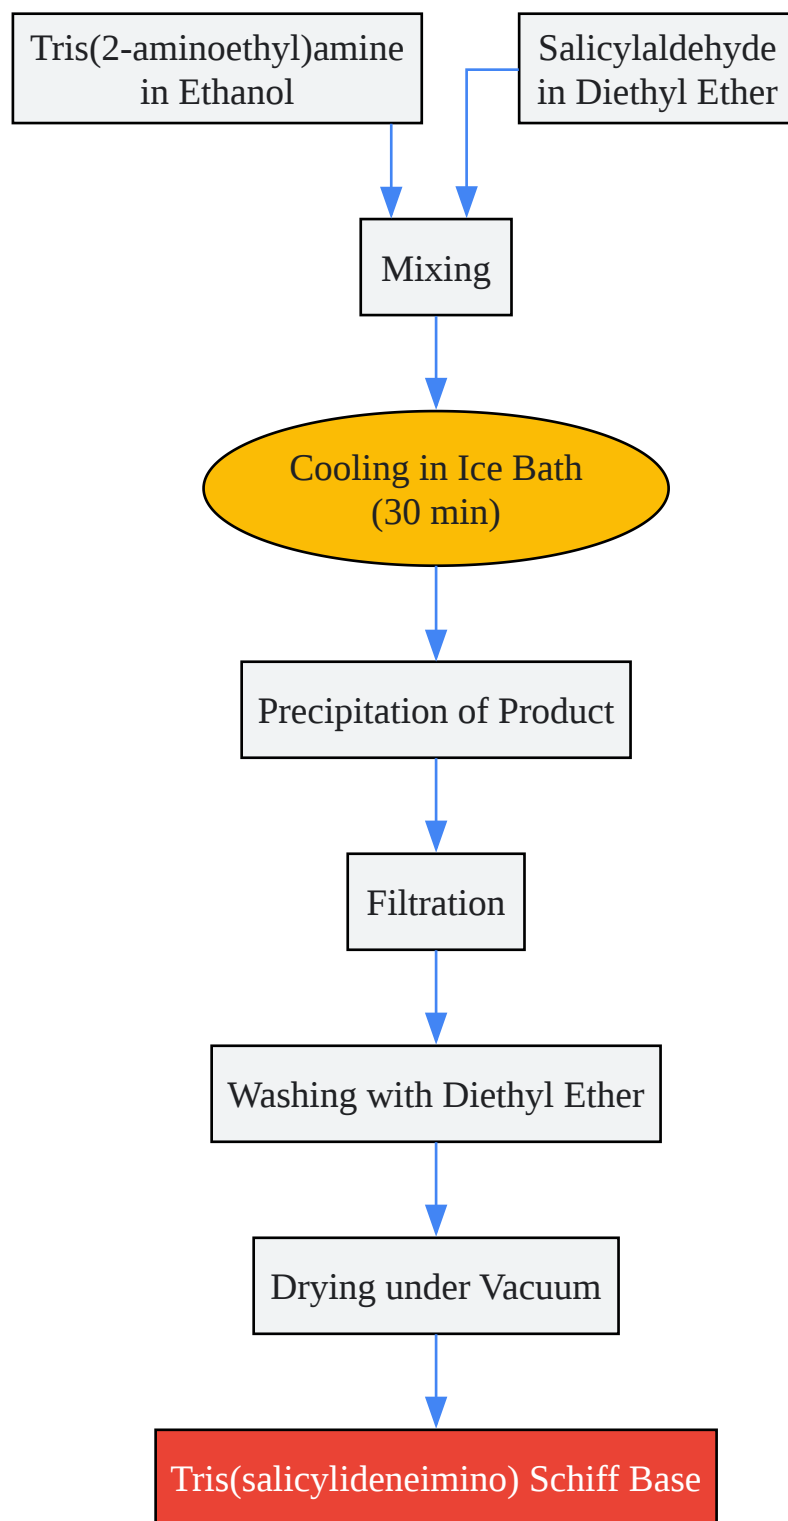 Tris(2-aminoethyl)amine
in Ethanol
Salicylaldehyde
in Diethyl Ether
Mixing
Cooling in Ice Bath
(30 min)
Precipitation of Product
Filtration
Washing with Diethyl Ether
Drying under Vacuum
Tris(salicylideneimino) Schiff Base